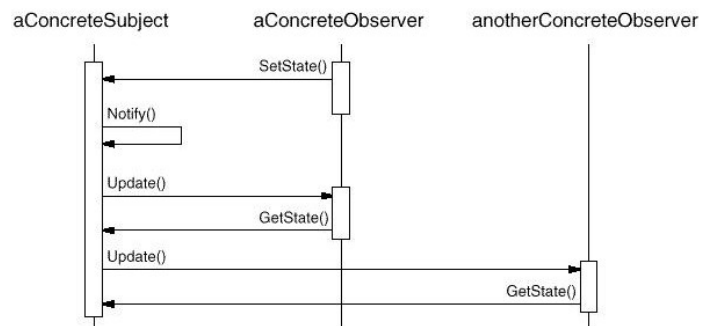 aConcreteSubject aConcreteObserver anotherConcreteObserver
SetState()
Notify()
Update()
GetState()
Update()
GetState()